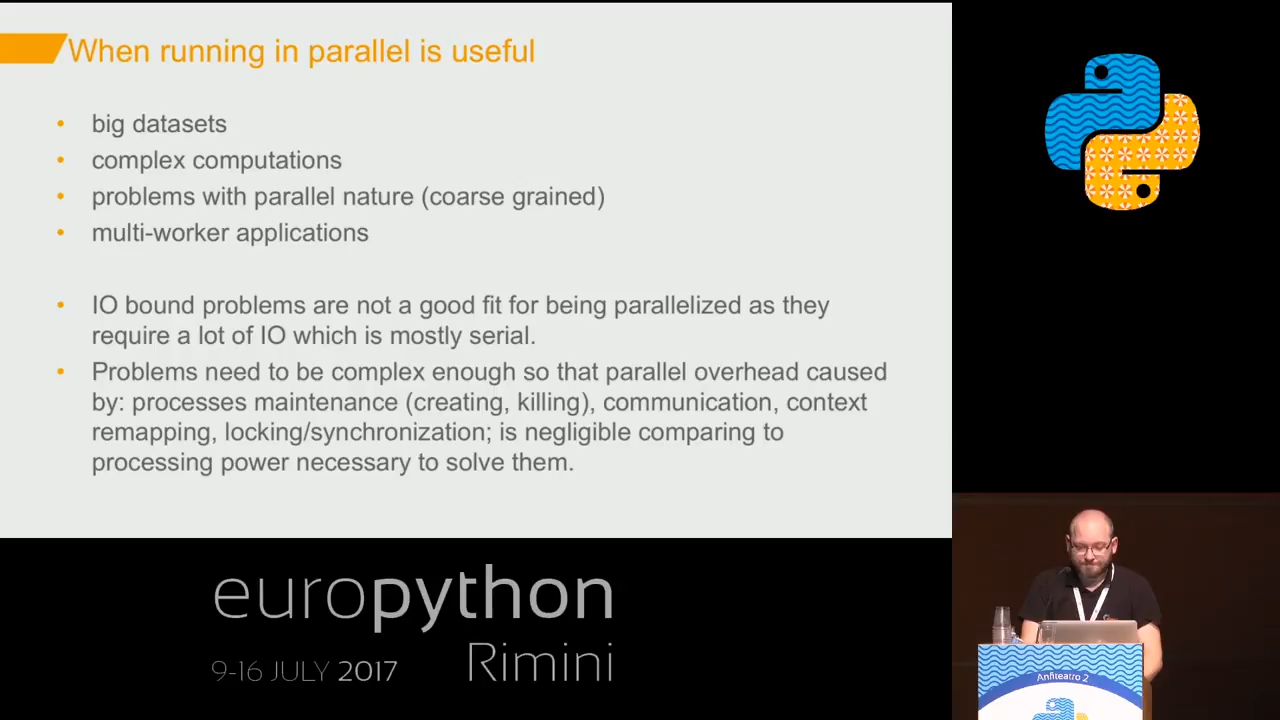 When running in parallel is useful
• big datasets
• complex computations
• problems with parallel nature (coarse grained)
• multi-worker applications
• IO bound problems are not a good fit for being parallelized as they
require a lot of IO which is mostly serial.
• Problems need to be complex enough so that parallel overhead caused
by: processes maintenance (creating, killing), communication, context
remapping, locking/synchronization; is negligible comparing to
processing power necessary to solve them.
europython
9-16 JULY 2017 Rimini
Anfiteatro 2